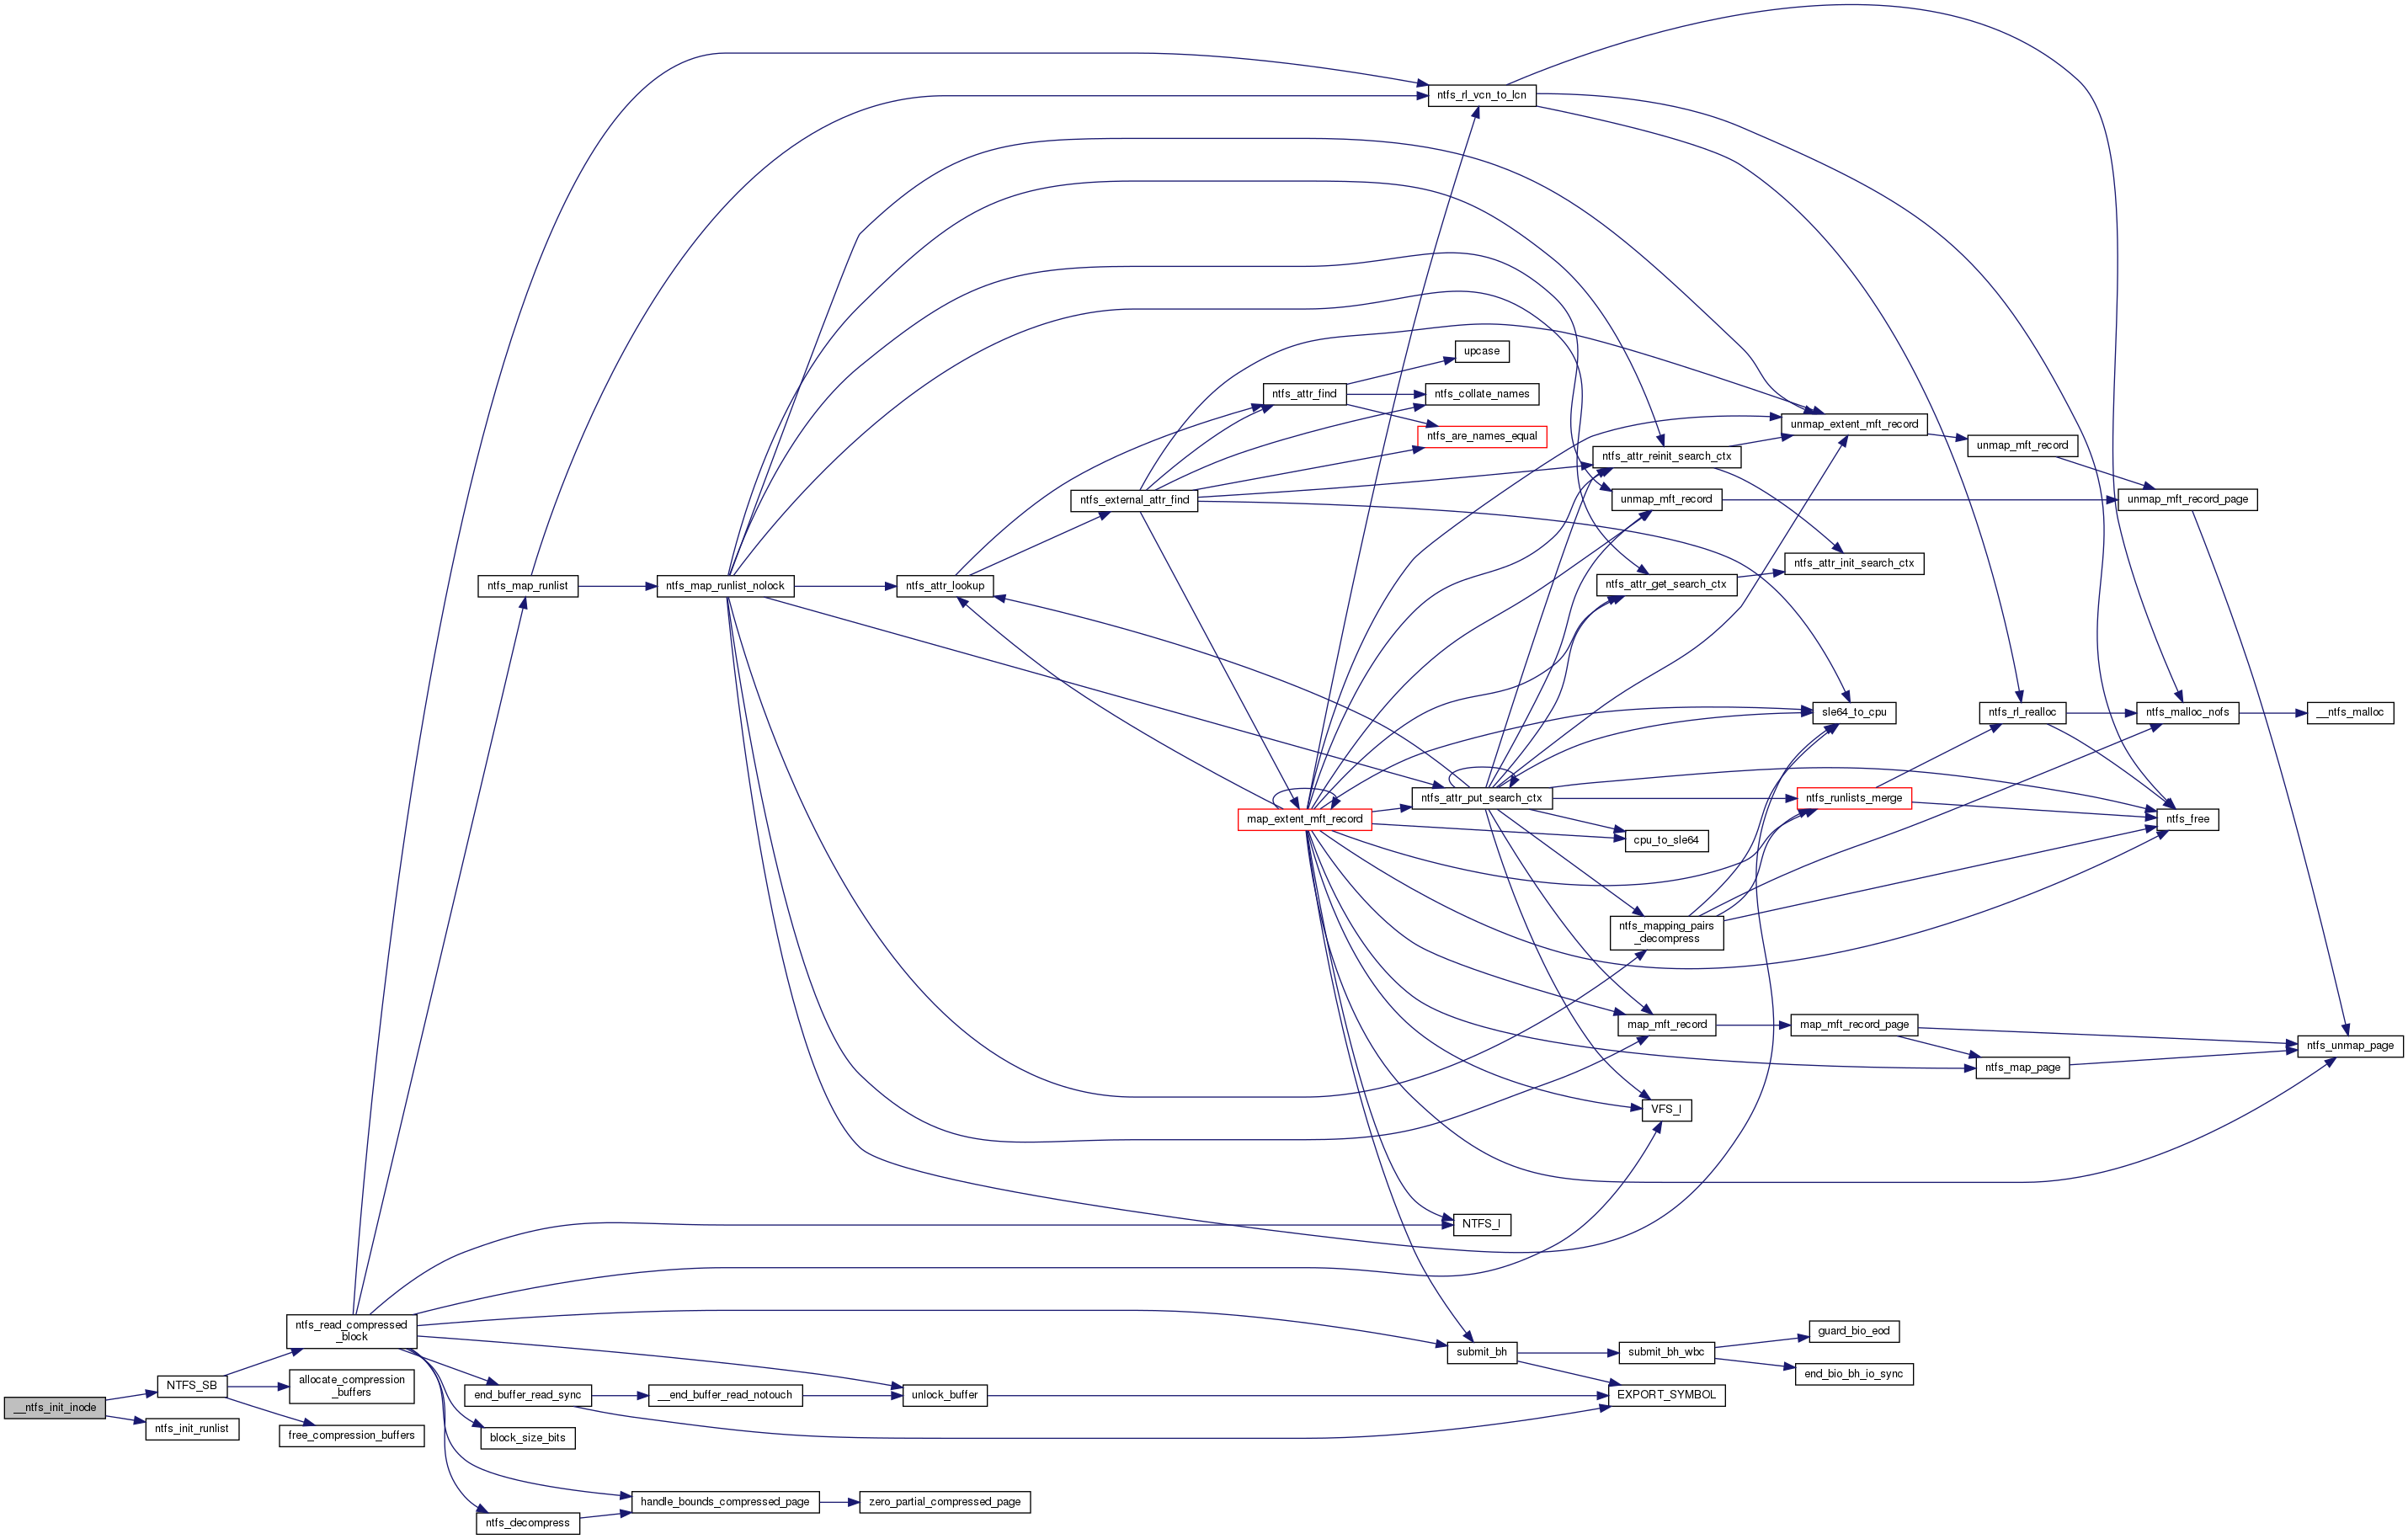 ntfs_rl_vcn_to_lcn
upcase
ntfs_attr_find
ntfs_collate_names
unmap_extent_mft_record
ntfs_are_names_equal
unmap_mft_record
ntfs_attr_reinit_search_ctx
ntfs_external_attr_find
unmap_mft_record
unmap_mft_record_page
ntfs_attr_init_search_ctx
ntfs_map_runlist
ntfs_map_runlist_nolock
ntfs_attr_lookup
ntfs_attr_get_search_ctx
sle64_to_cpu
ntfs_rl_realloc
ntfs_malloc_nofs
__ntfs_malloc
ntfs_attr_put_search_ctx
ntfs_runlists_merge
map_extent_mft_record
ntfs_free
cpu_to_sle64
ntfs_mapping_pairs
_decompress
map_mft_record
map_mft_record_page
ntfs_unmap_page
ntfs_map_page
VFS_I
NTFS_I
ntfs_read_compressed
_block
guard_bio_eod
submit_bh
submit_bh_wbc
end_bio_bh_io_sync
NTFS_SB
allocate_compression
_buffers
end_buffer_read_sync
__end_buffer_read_notouch
unlock_buffer
EXPORT_SYMBOL
__ntfs_init_inode
ntfs_init_runlist
free_compression_buffers
block_size_bits
handle_bounds_compressed_page
zero_partial_compressed_page
ntfs_decompress